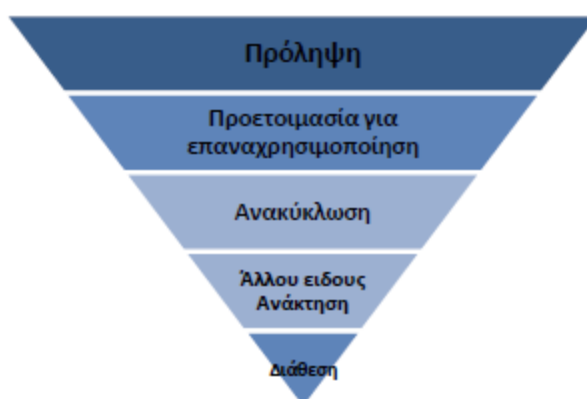 Πρόληψη
Προετοιμασία για
επαναχρησιμοποίηση
Ανακύκλωση
Άλλου ειδους
Ανάκτηση
Διάθεση